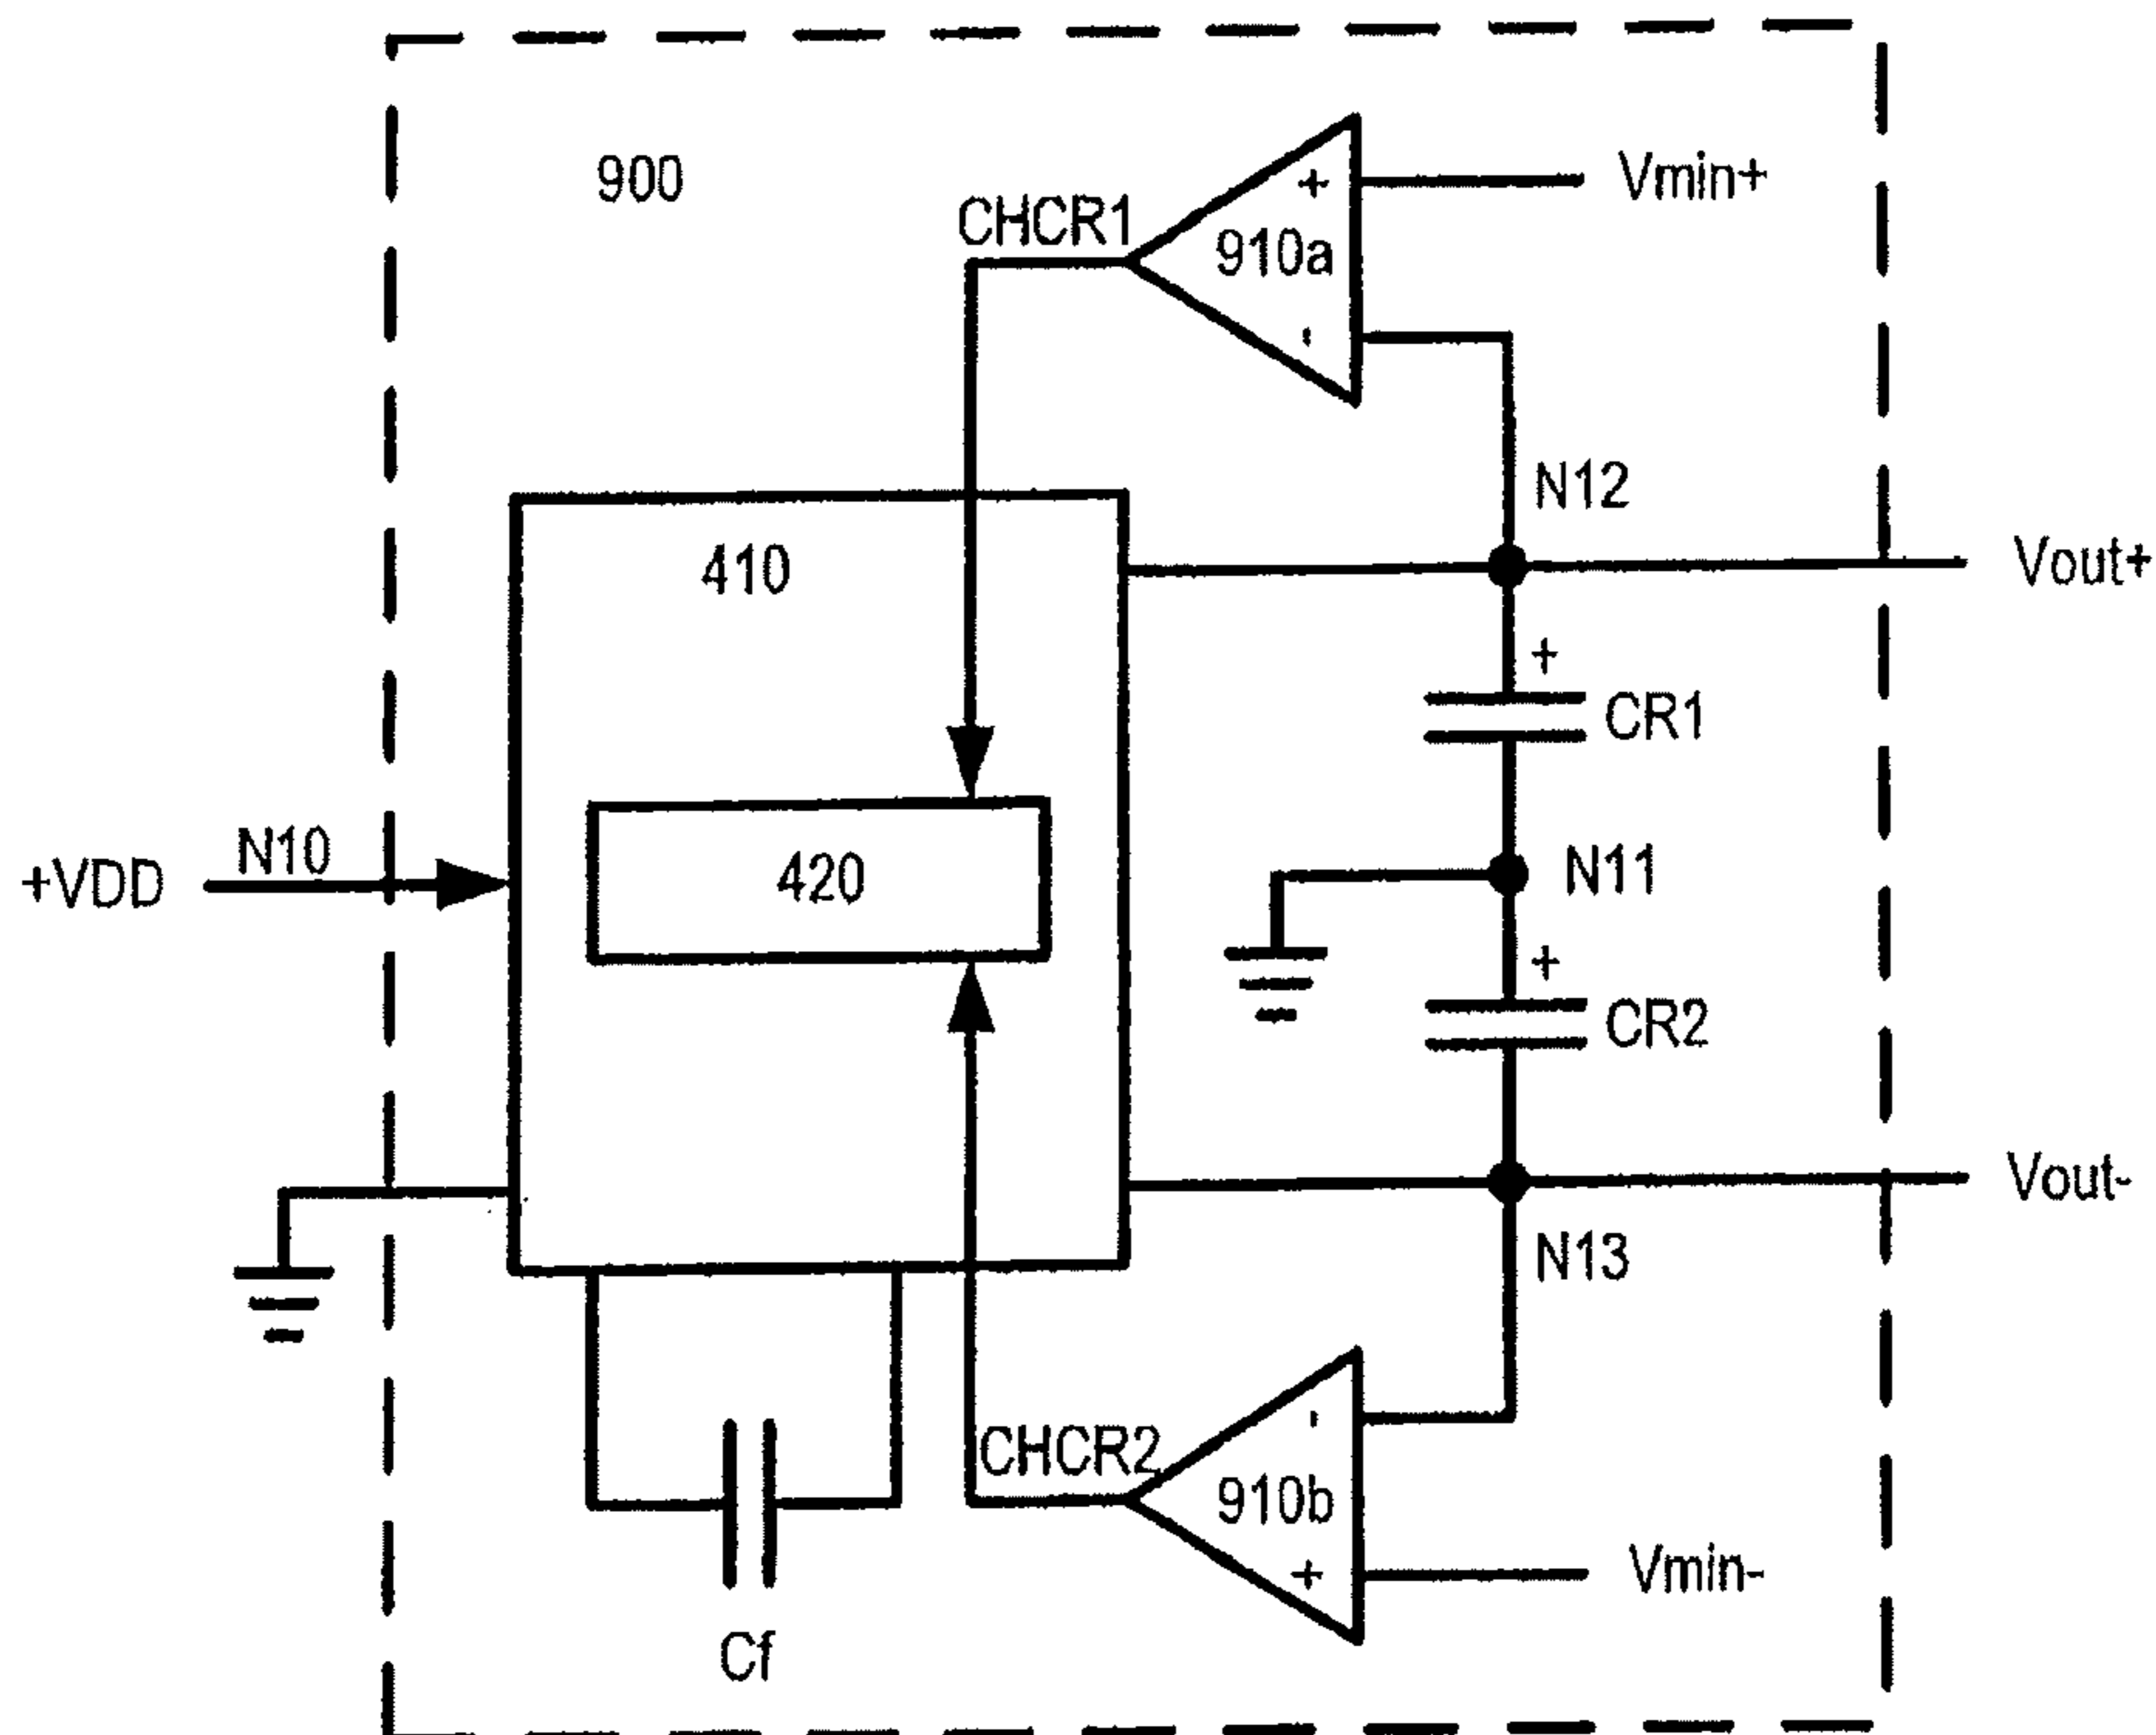 900
Vmin+
CHCR1
+
910a
-
N12
410
Vout+
+
CR1
N10
+VDD
420
N11
+
CR2
Vout-
N13
-
CHCR2
910b
+
Vmin-
Cf